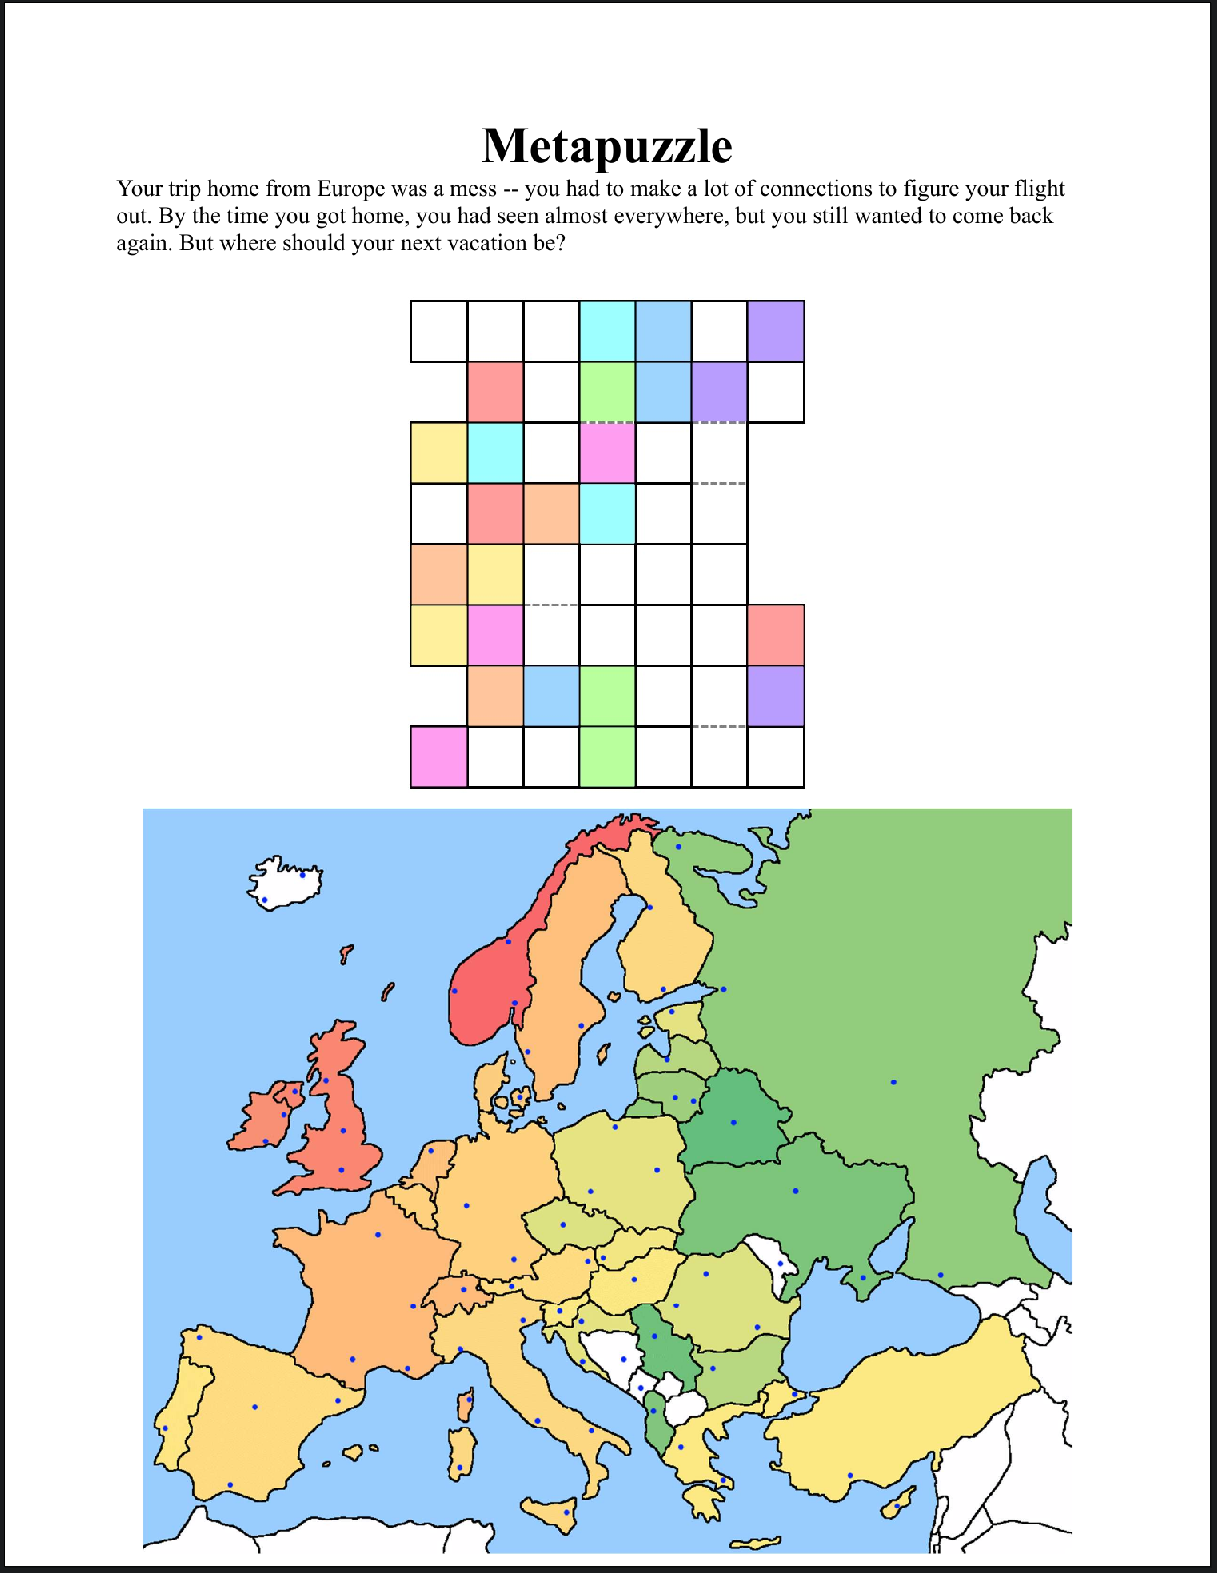 Metapuzzle
Your trip home from Europe was a mess -- you had to make a lot of connections to figure your flight
out. By the time you got home, you had seen almost everywhere, but you still wanted to come back
again. But where should your next vacation be?